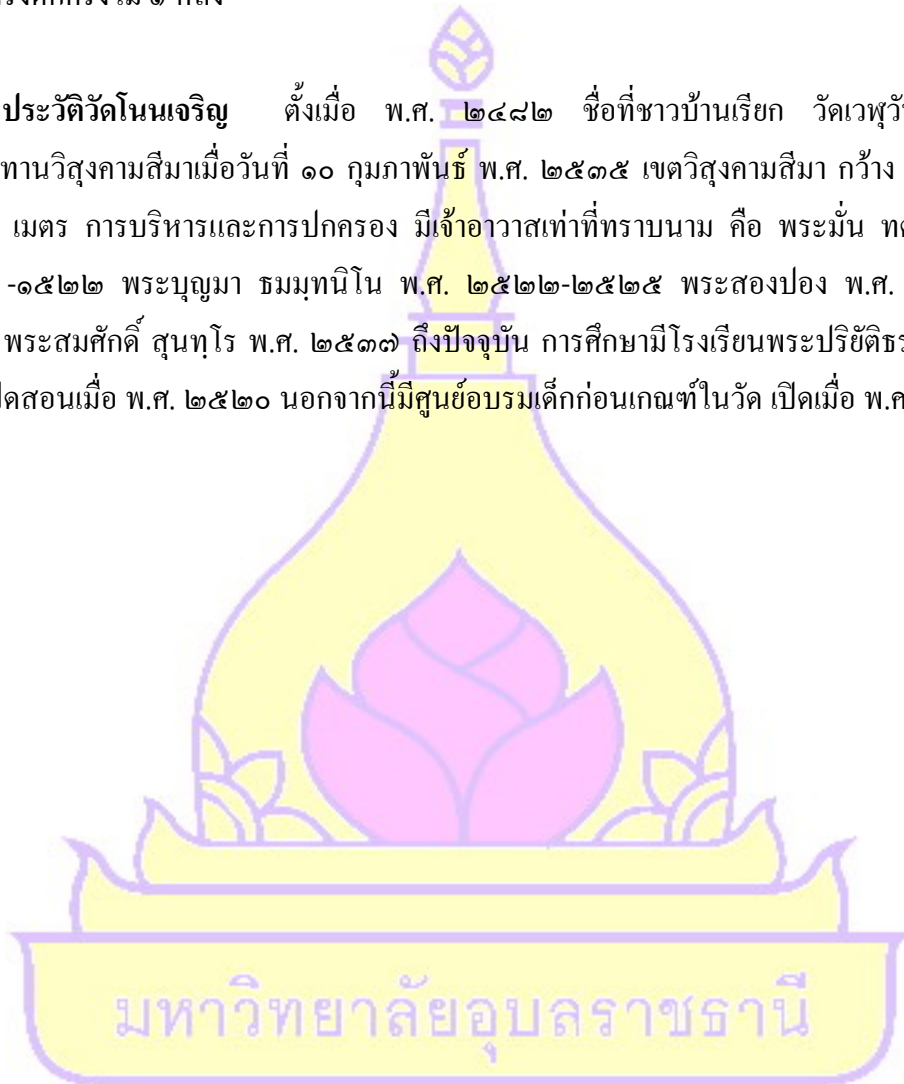 ประวัติวัดโนนเจริญ ตั้งเมื่อ พ.ศ. ๒๔๘๒ ชื่อที่ชาวบ้านเรียก วัดเวฬุวั
ทานวิสุงคามสีมาเมื่อวันที่ ๑๐ กุมภาพันธ์ พ.ศ. ๒๕๓๕ เขตวิสุงคามสีมา กว้าง
เมตร การบริหารและการปกครอง มีเจ้าอาวาสเท่าที่ทราบนาม คือ พระมั่น ทต
-๑๕๒๒ พระบุญมา ธมมฺทนิโน พ.ศ. ๒๕๒๒-๒๕๒๕ พระสองปอง พ.ศ.
พระสมศักดิ์ สุนทฺโร พ.ศ. ๒๕๓๗ ถึงปัจจุบัน การศึกษามีโรงเรียนพระปริยัติธร
ดสอนเมื่อ พ.ศ. ๒๕๒๐ นอกจากนี้มีศูนย์อบรมเด็กก่อนเกณฑ์ในวัด เปิดเมื่อ พ.ศ
มหาวิทยาลัยอุบลราชธานี